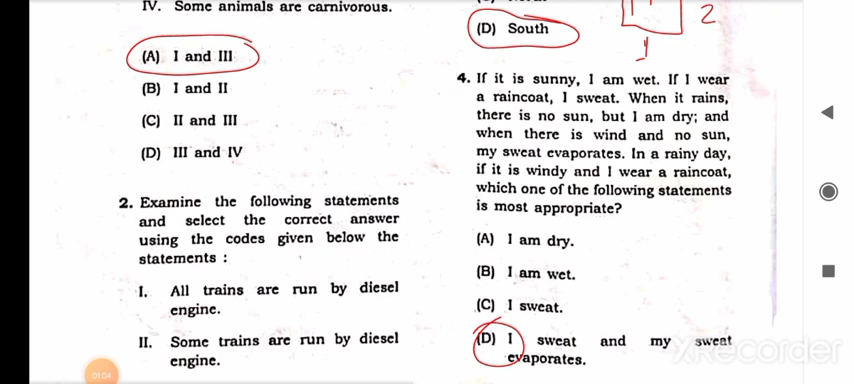 IV. Some animals are carnivorous.
(A) I and III
(B) I and II
(C) II and III
(D) III and IV
2. Examine the following statements
and select the correct answer
using the codes given below the
statements :
I. All trains are run by diesel
engine.
II. Some trains are run by diesel
engine.
01:04
(D) South
2
4. If it is sunny, I am wet. If I wear
a raincoat, I sweat. When it rains,
there is no sun, but I am dry; and
when there is wind and no sun,
my sweat evaporates. In a rainy day,
if it is windy and I wear a raincoat,
which one of the following statements
is most appropriate?
(A) I am dry.
(B) I am wet.
(C) I sweat.
(D) I sweat and my sweat
evaporates.
XRecorder